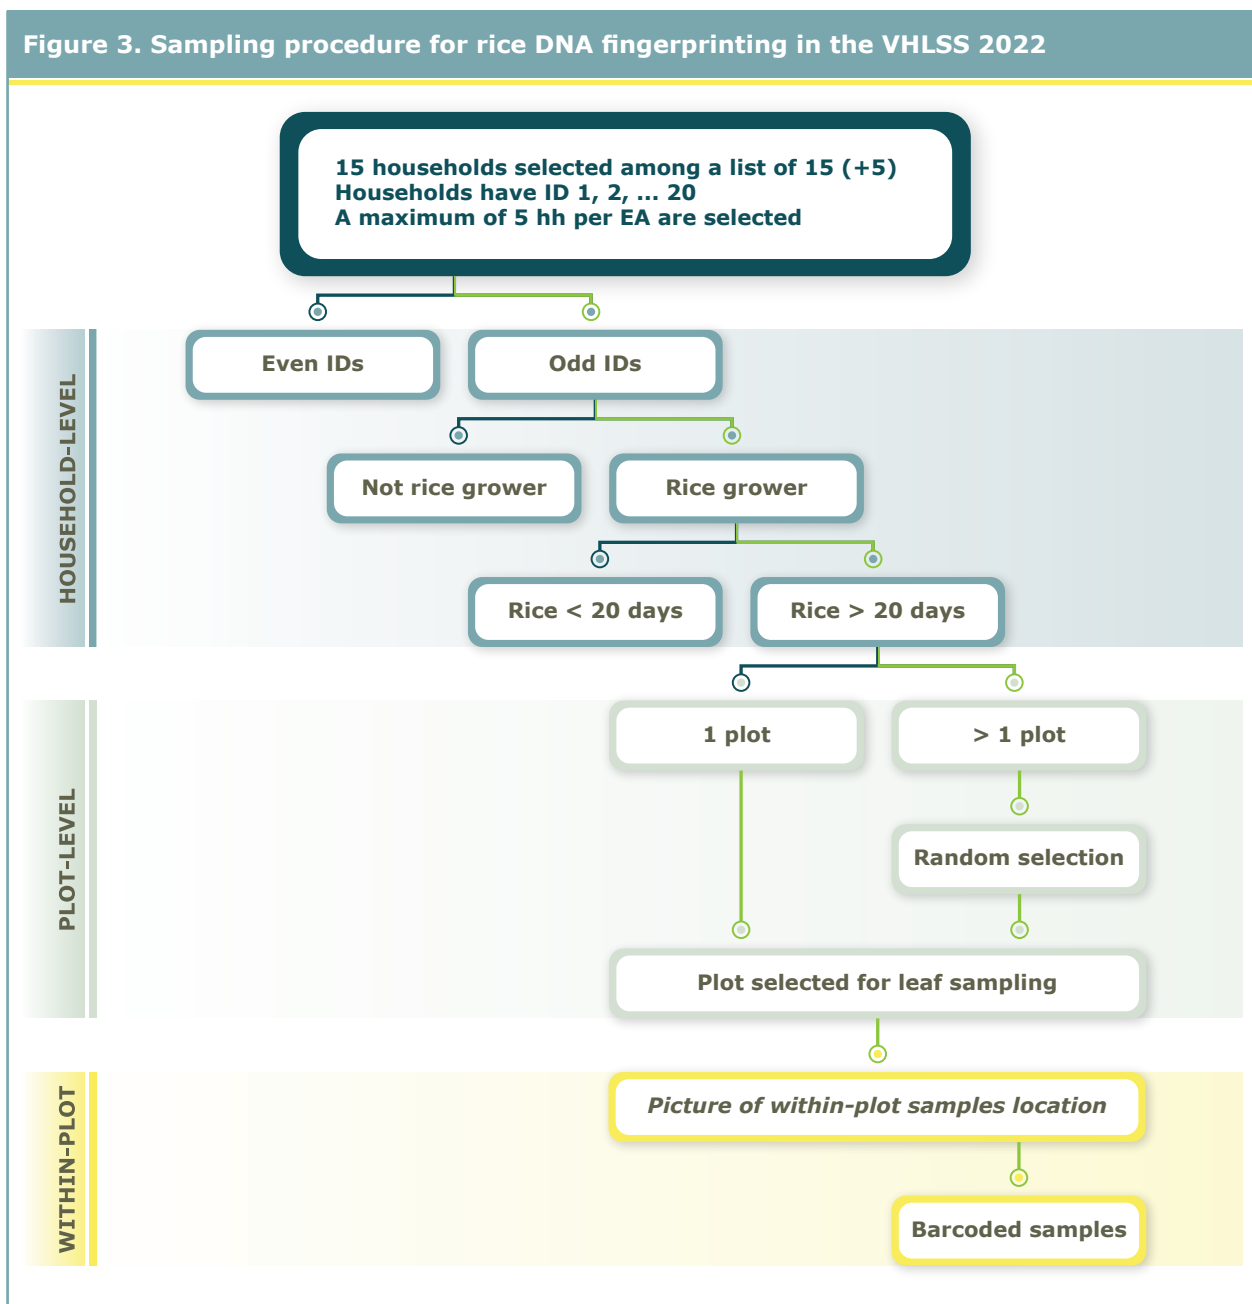 Figure 3. Sampling procedure for rice DNA fingerprinting in the VHLSS 2022
15 households selected among a list of 15 (+5)
Households have ID 1, 2, ... 20
A maximum of 5 hh per EA are selected
HOUSEHOLD-LEVEL
Even IDs
Odd IDs
Not rice grower
Rice grower
Rice < 20 days
Rice > 20 days
PLOT-LEVEL
1 plot
> 1 plot
Random selection
Plot selected for leaf sampling
WITHIN-PLOT
Picture of within-plot samples location
Barcoded samples